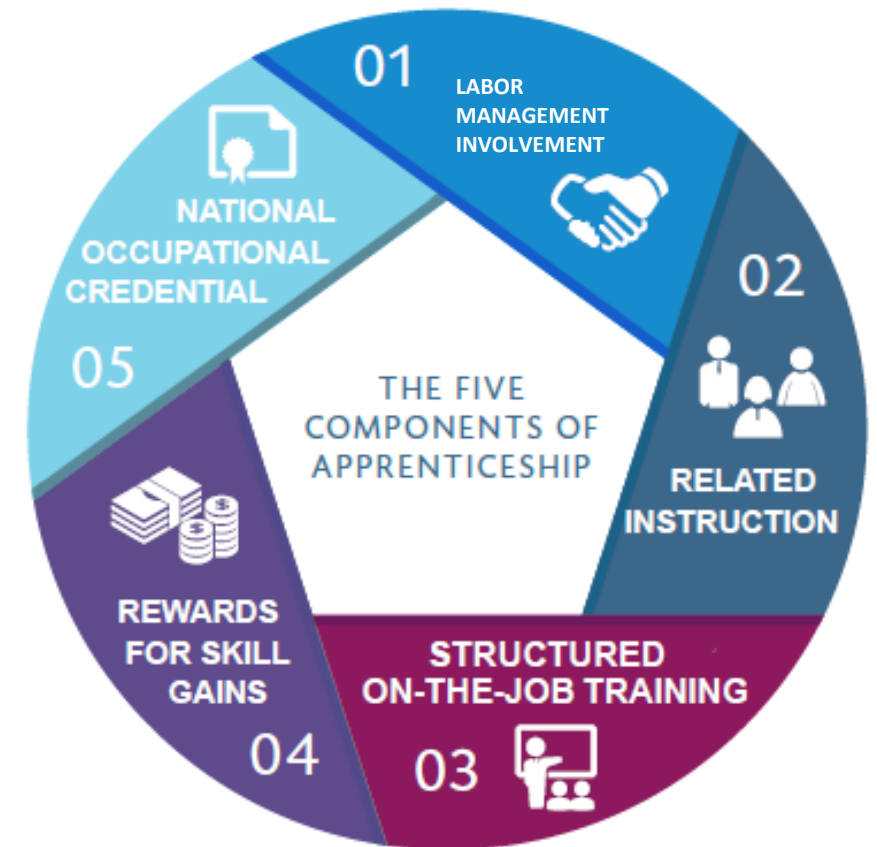 THE FIVE
COMPONENTS OF
APPRENTICESHIP
01
LABOR
MANAGEMENT
INVOLVEMENT
02
RELATED
INSTRUCTION
STRUCTURED
ON-THE-JOB TRAINING
03
REWARDS
FOR SKILL
GAINS
04
NATIONAL
OCCUPATIONAL
CREDENTIAL
05
$
$